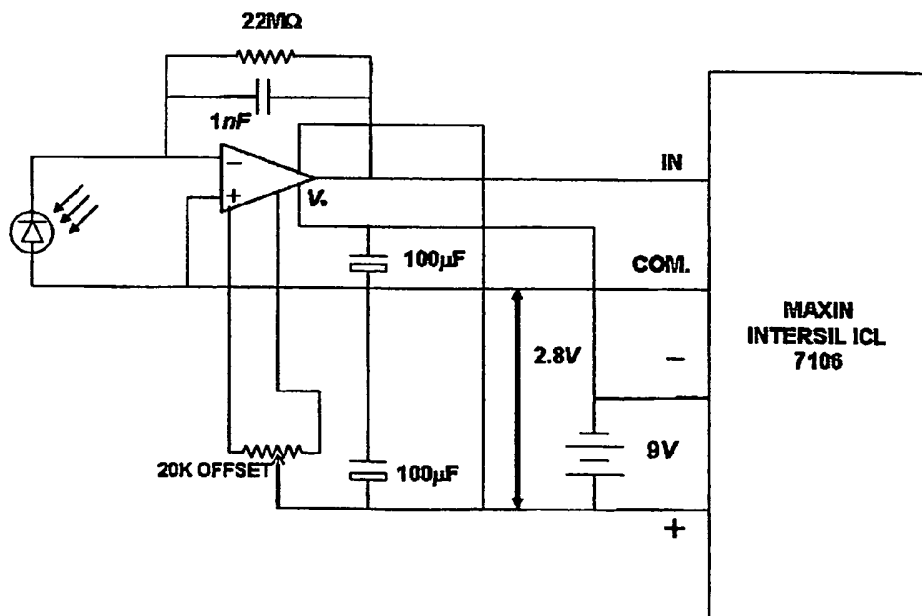 22MΩ
1nF
−
+
V.
IN
100μF
COM.
2.8V
MAXIN
INTERSIL ICL
7106
−
9V
20K OFFSET
100μF
+